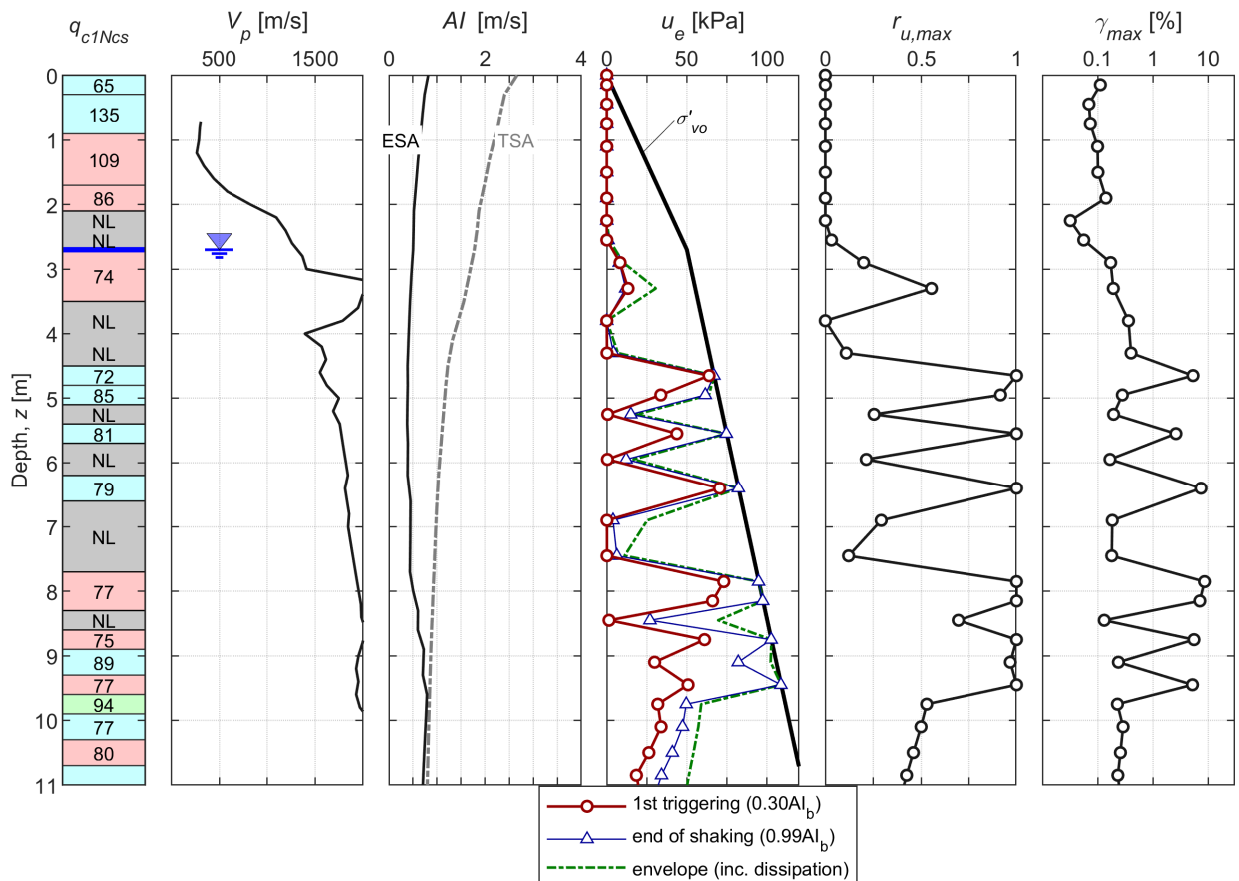 q_c1Ncs
V_p [m/s]
AI [m/s]
u_e [kPa]
r_u,max
γ_max [%]
500 1500
0 2 4
0 50 100
0 0.5 1
0.1 1 10
Depth, z [m]
0
1
2
3
4
5
6
7
8
9
10
11
65
135
109
86
NL
NL
74
NL
NL
72
85
NL
81
NL
79
NL
77
NL
75
89
77
94
77
80
ESA
TSA
σ'_vo
1st triggering (0.30AI_b)
end of shaking (0.99AI_b)
envelope (inc. dissipation)